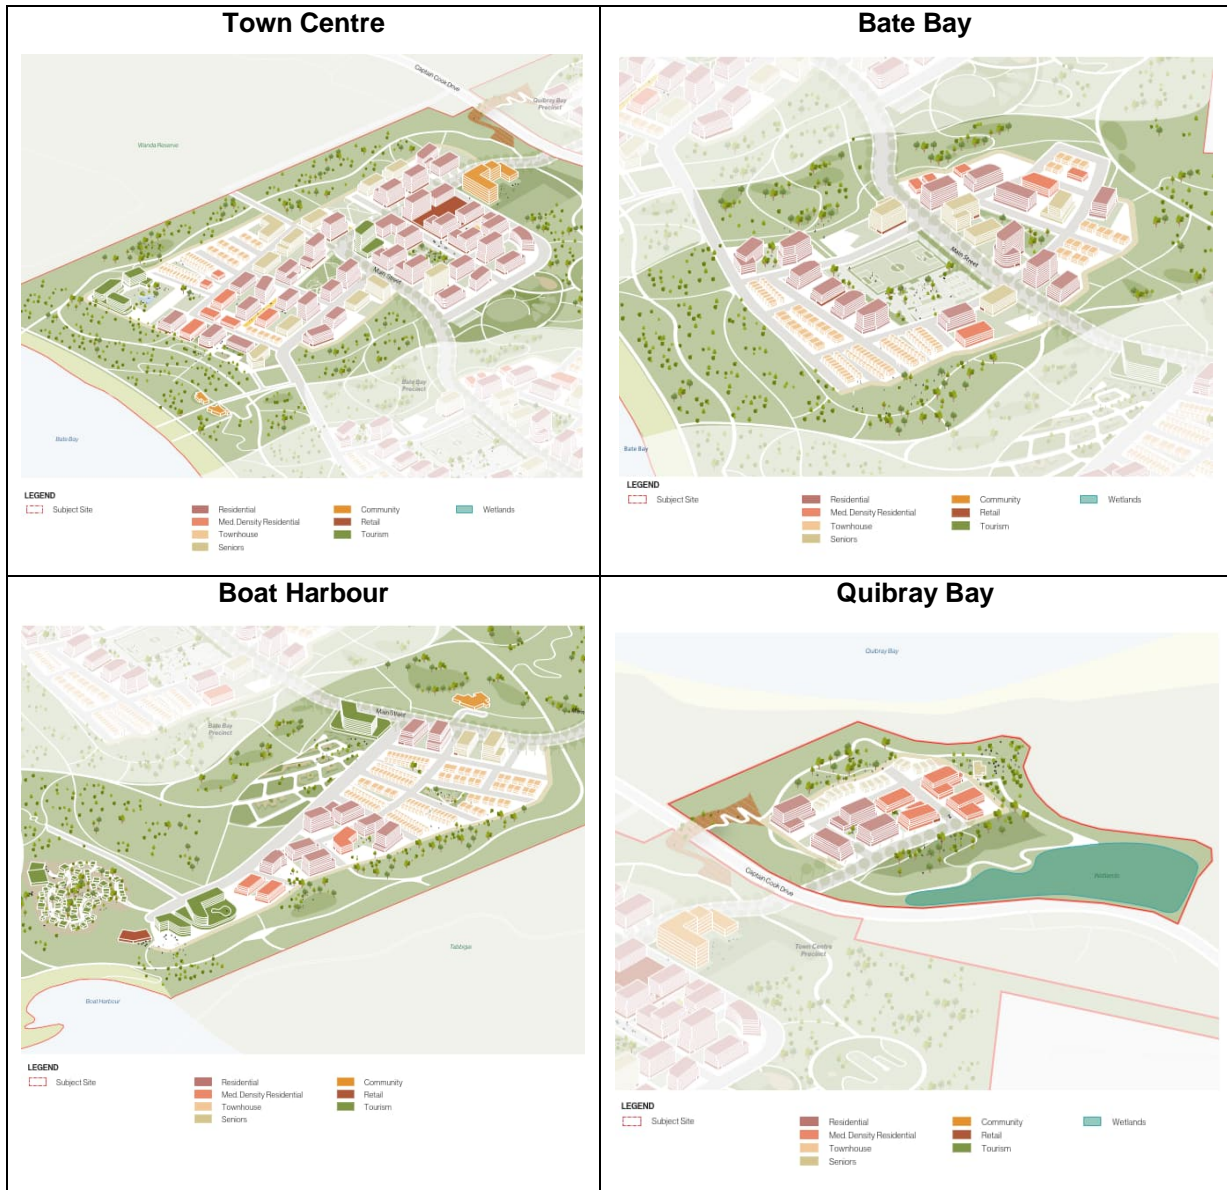 Town Centre
Captain Cook Drive
Quibray Bay
Precinct
Wanda Reserve
Main Street
Bate Bay
Precinct
Bate Bay
LEGEND
Subject Site
Residential
Med. Density Residential
Townhouse
Seniors
Community
Retail
Tourism
Wetlands
Bate Bay
Main Street
Bate Bay
LEGEND
Subject Site
Residential
Med. Density Residential
Townhouse
Seniors
Community
Retail
Tourism
Wetlands
Boat Harbour
Main Street
Bate Bay
Precinct
Boat Harbour
LEGEND
Subject Site
Residential
Med. Density Residential
Townhouse
Seniors
Community
Retail
Tourism
Quibray Bay
Quibray Bay
Captain Cook Drive
Wetlands
Town Centre
Precinct
LEGEND
Subject Site
Residential
Med. Density Residential
Townhouse
Seniors
Community
Retail
Tourism
Wetlands